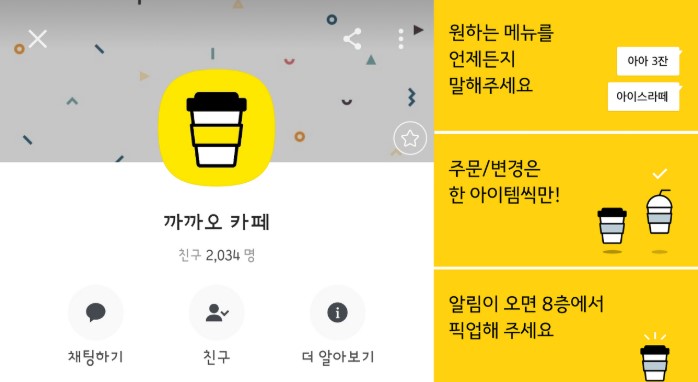 까까오 카페
친구 2,034 명
채팅하기
친구
더 알아보기
원하는 메뉴를
언제든지
말해주세요
아아 3잔
아이스라떼
주문/변경은
한 아이템씩만!
알림이 오면 8층에서
픽업해 주세요